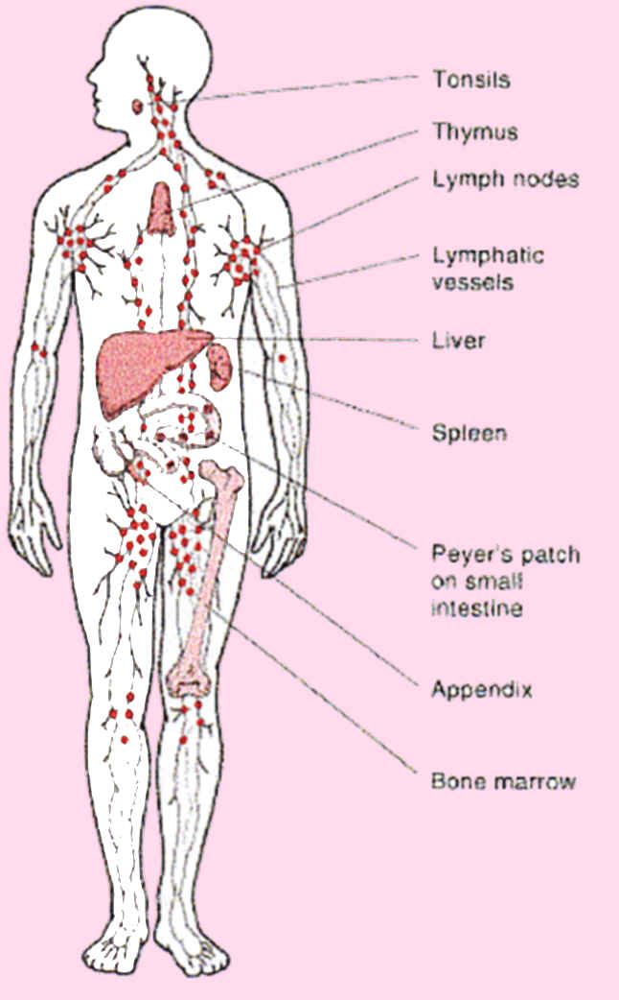 Tonsils
Thymus
Lymph nodes
Lymphatic
vessels
Liver
Spleen
Peyer's patch
on small
intestine
Appendix
Bone marrow